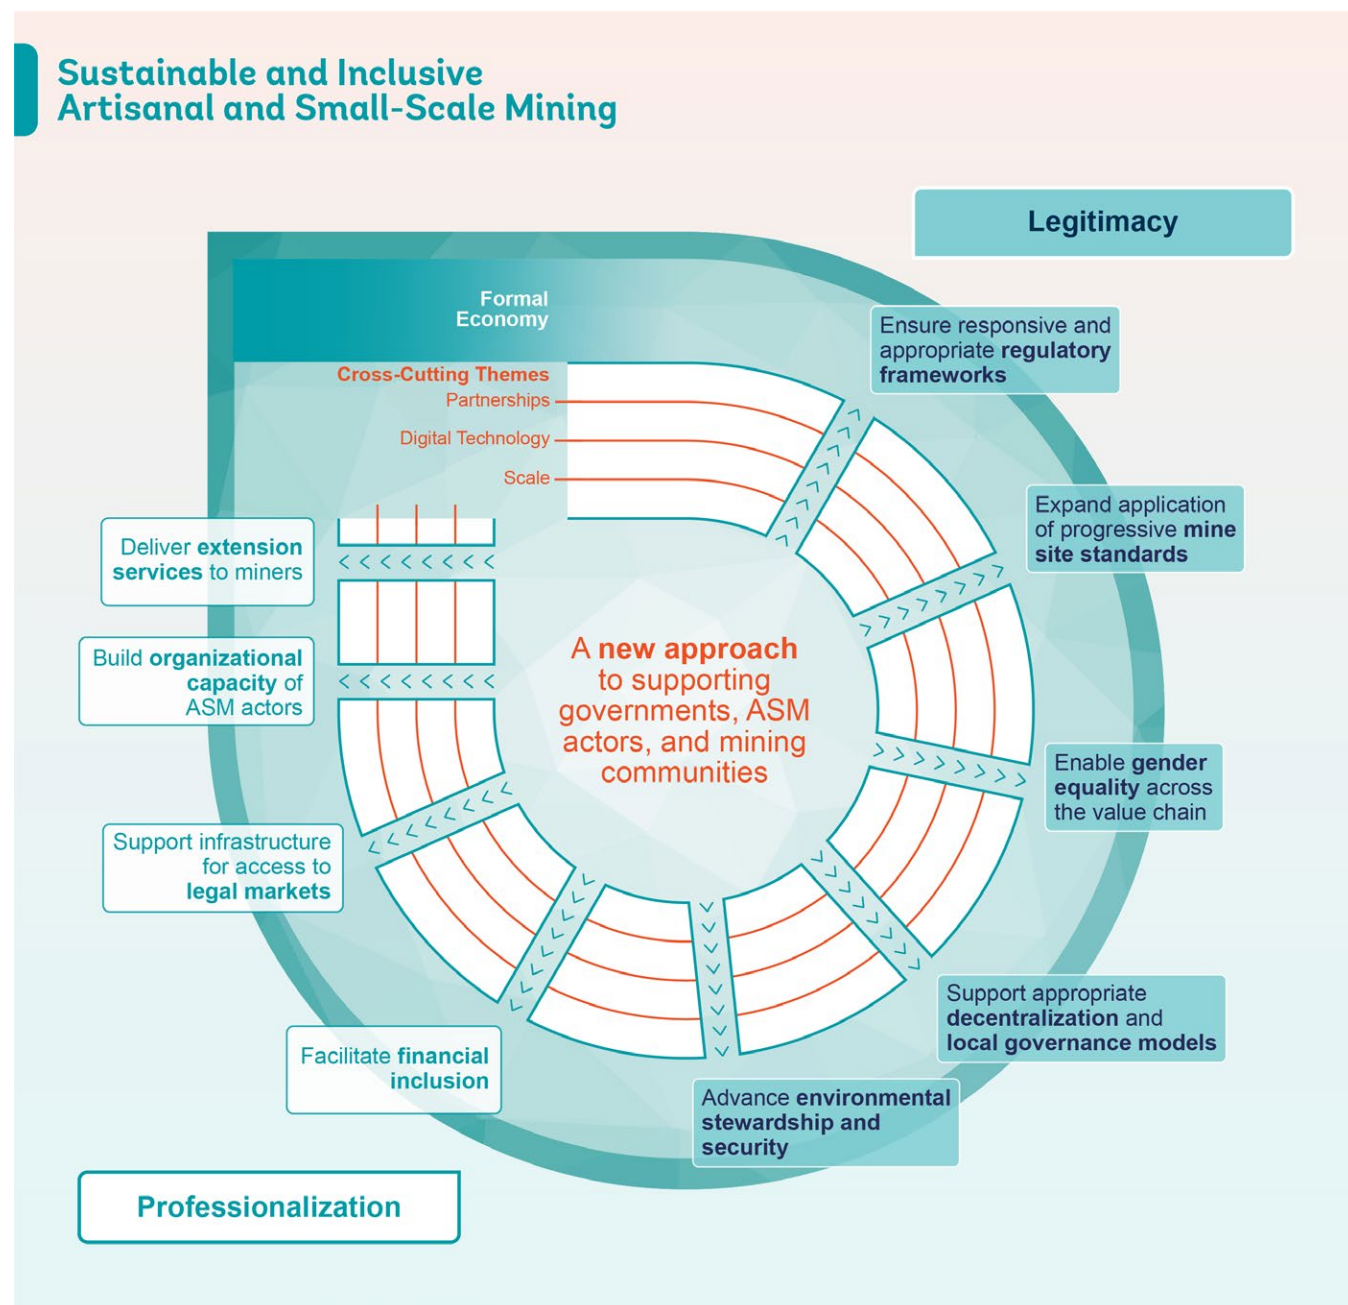 Sustainable and Inclusive
Artisanal and Small-Scale Mining
Legitimacy
Formal
Economy
Cross-Cutting Themes
Partnerships
Digital Technology
Scale
Ensure responsive and
appropriate regulatory
frameworks
Expand application
of progressive mine
site standards
Enable gender
equality across
the value chain
Support appropriate
decentralization and
local governance models
Advance environmental
stewardship and
security
Facilitate financial
inclusion
Support infrastructure
for access to
legal markets
Build organizational
capacity of
ASM actors
Deliver extension
services to miners
A new approach
to supporting
governments, ASM
actors, and mining
communities
Professionalization